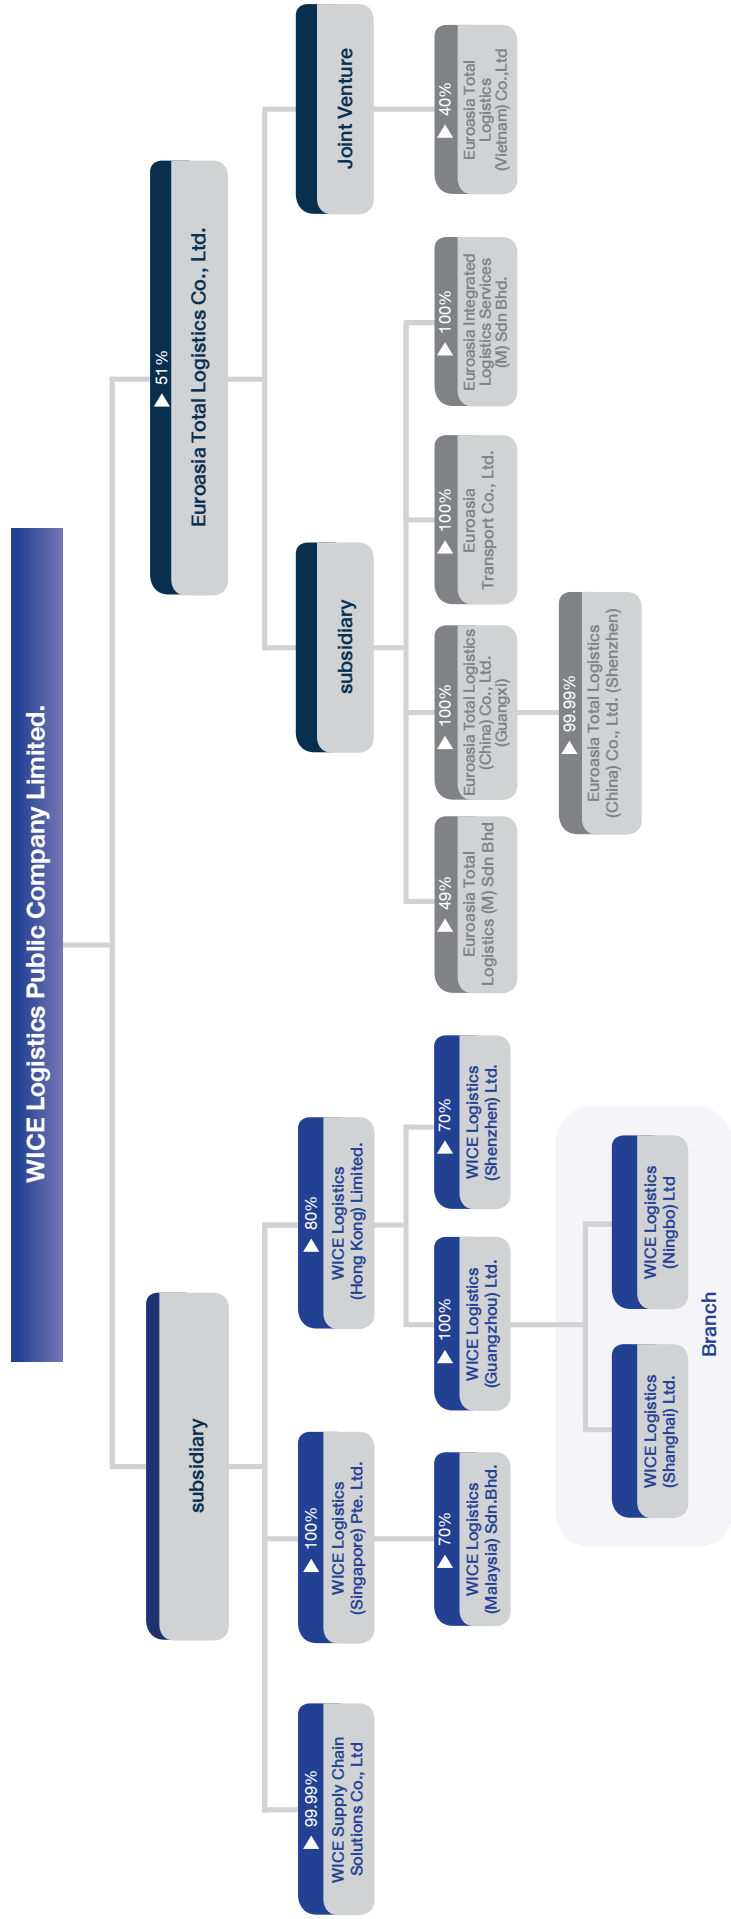 WICE Logistics Public Company Limited.
subsidiary
▶ 51%
Euroasia Total Logistics Co., Ltd.
▶ 99.99%
WICE Supply Chain
Solutions Co., Ltd
▶ 100%
WICE Logistics
(Singapore) Pte. Ltd.
▶ 80%
WICE Logistics
(Hong Kong) Limited.
subsidiary
Joint Venture
▶ 70%
WICE Logistics
(Malaysia) Sdn.Bhd.
▶ 100%
WICE Logistics
(Guangzhou) Ltd.
▶ 70%
WICE Logistics
(Shenzhen) Ltd.
▶ 49%
Euroasia Total
Logistics (M) Sdn Bhd
▶ 100%
Euroasia Total Logistics
(China) Co., Ltd.
(Guangxi)
▶ 100%
Euroasia
Transport Co., Ltd.
▶ 100%
Euroasia Integrated
Logistics Services
(M) Sdn Bhd.
▶ 40%
Euroasia Total
Logistics
(Vietnam) Co.,Ltd
▶ 99.99%
Euroasia Total Logistics
(China) Co., Ltd. (Shenzhen)
WICE Logistics
(Shanghai) Ltd.
WICE Logistics
(Ningbo) Ltd
Branch